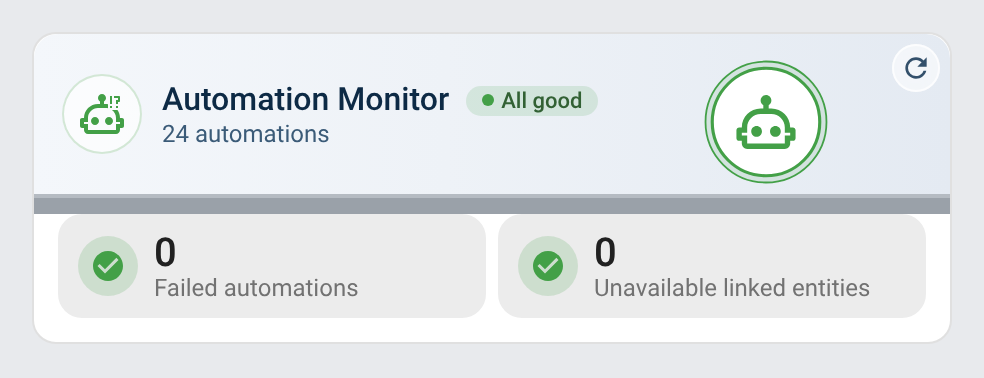 Automation Monitor
All good
24 automations
0
Failed automations
0
Unavailable linked entities